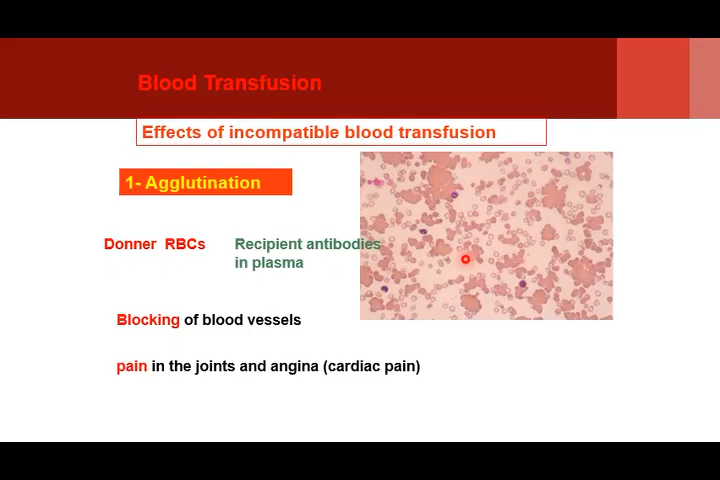 Blood Transfusion
Effects of incompatible blood transfusion
1- Agglutination
Donner RBCs
Recipient antibodies
in plasma
Blocking of blood vessels
pain in the joints and angina (cardiac pain)